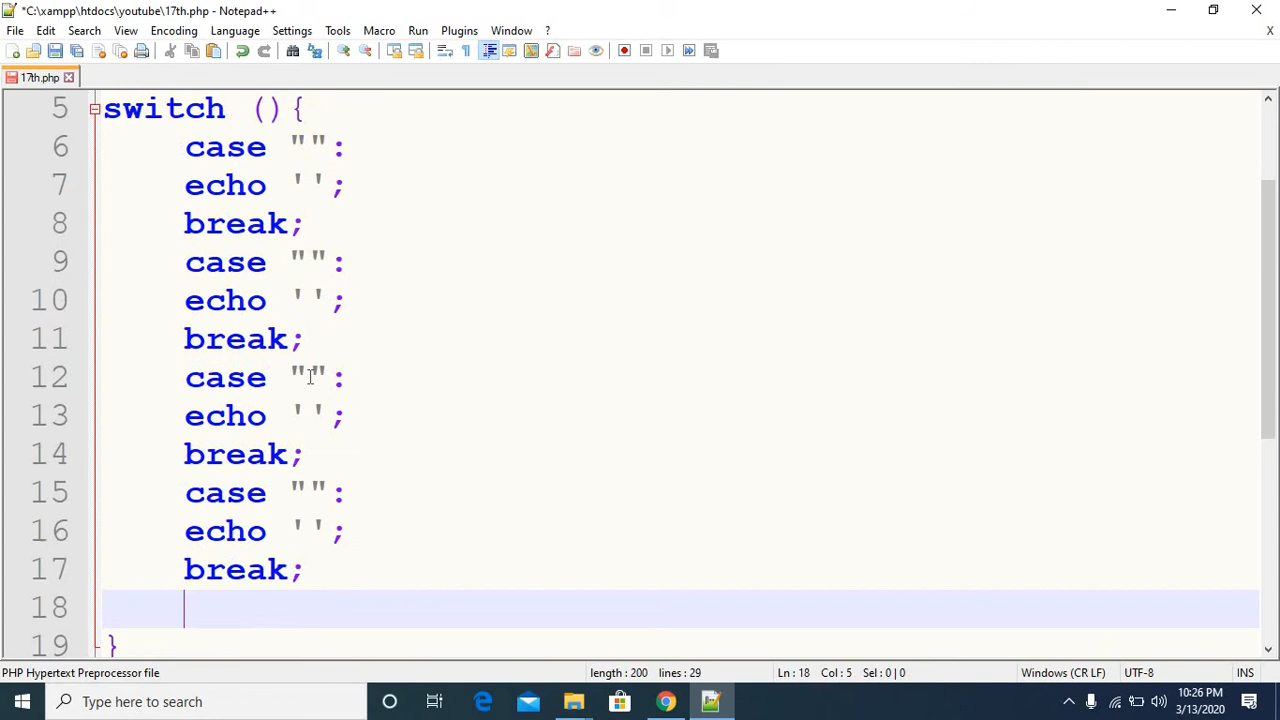 *C:\xampp\htdocs\youtube\17th.php - Notepad++
File Edit Search View Encoding Language Settings Tools Macro Run Plugins Window ? X
17th.php
5 switch (){
6 case "":
7 echo '';
8 break;
9 case "":
10 echo '';
11 break;
12 case "":
13 echo '';
14 break;
15 case "":
16 echo '';
17 break;
18
19 }
PHP Hypertext Preprocessor file length : 200 lines : 29 Ln : 18 Col : 5 Sel : 0 | 0 Windows (CR LF) UTF-8 INS
Type here to search
10:26 PM
3/13/2020